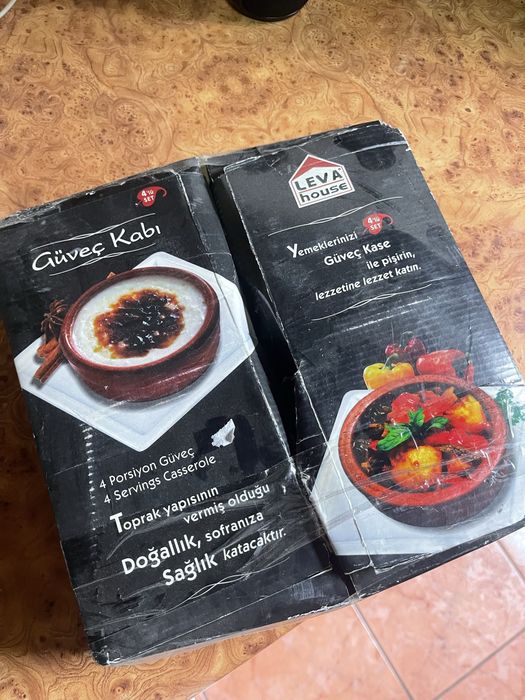 Güveç Kabı
4'lü
SET
4 Porsiyon Güveç
4 Servings Casserole
Toprak yapısının
vermiş olduğu
Doğallık, sofranıza
Sağlık katacaktır.
LEVA
house
4'lü
SET
Yemeklerinizi
Güveç Kase
ile pişirin,
lezzetine lezzet katın.